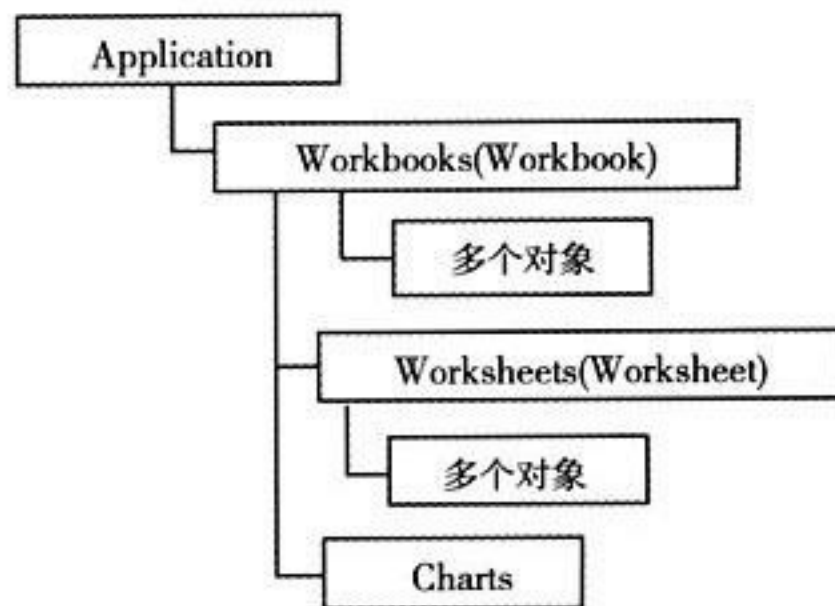 Application
Workbooks(Workbook)
多个对象
Worksheets(Worksheet)
多个对象
Charts